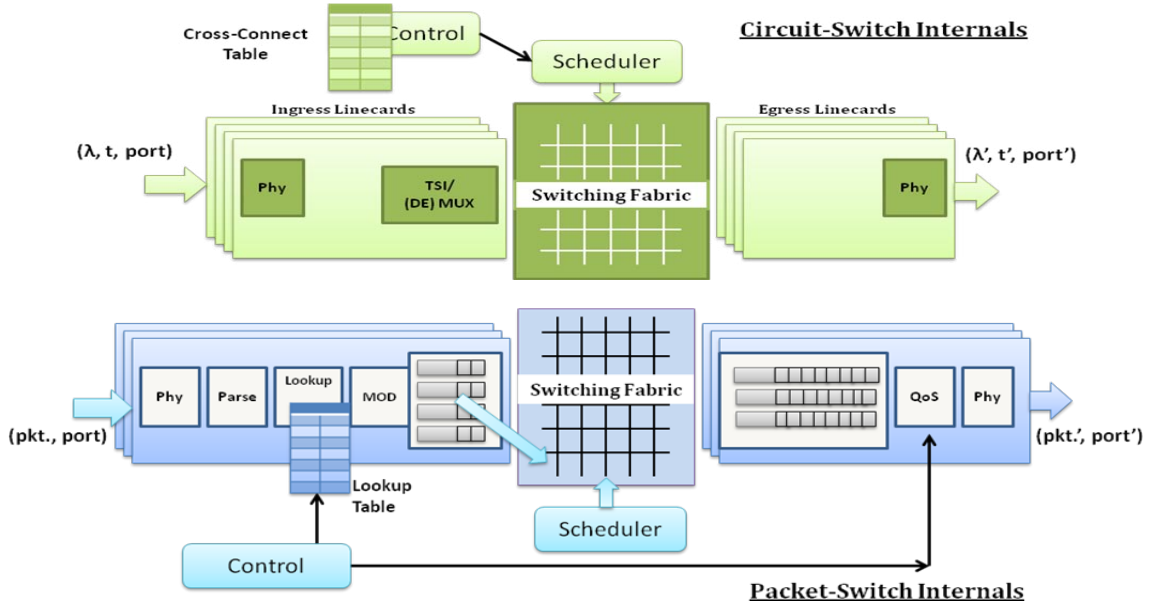 Circuit-Switch Internals
Cross-Connect
Table
Control
Scheduler
Ingress Linecards
Egress Linecards
(λ, t, port)
Phy
TSI/
(DE) MUX
Switching Fabric
Phy
(λ’, t’, port’)
(pkt., port)
Phy
Parse
Lookup
MOD
Switching Fabric
QoS
Phy
(pkt.’, port’)
Lookup
Table
Scheduler
Control
Packet-Switch Internals